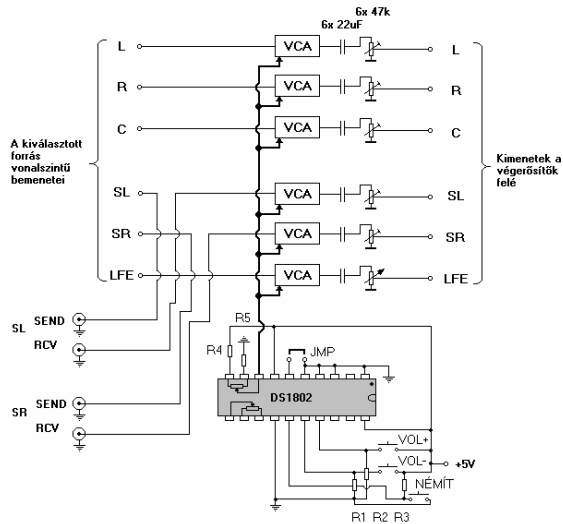 6x 47k
6x 22uF
L
VCA
L
R
VCA
R
C
VCA
C
A kiválasztott
forrás
vonalszintű
bemenetei
Kimenetek a
végerősítők
felé
SL
VCA
SL
SR
VCA
SR
LFE
VCA
LFE
SL
SEND
RCV
R5
R4
JMP
DS1802
SR
SEND
RCV
VOL+
VOL-
+5V
NÉMÍT
R1 R2 R3